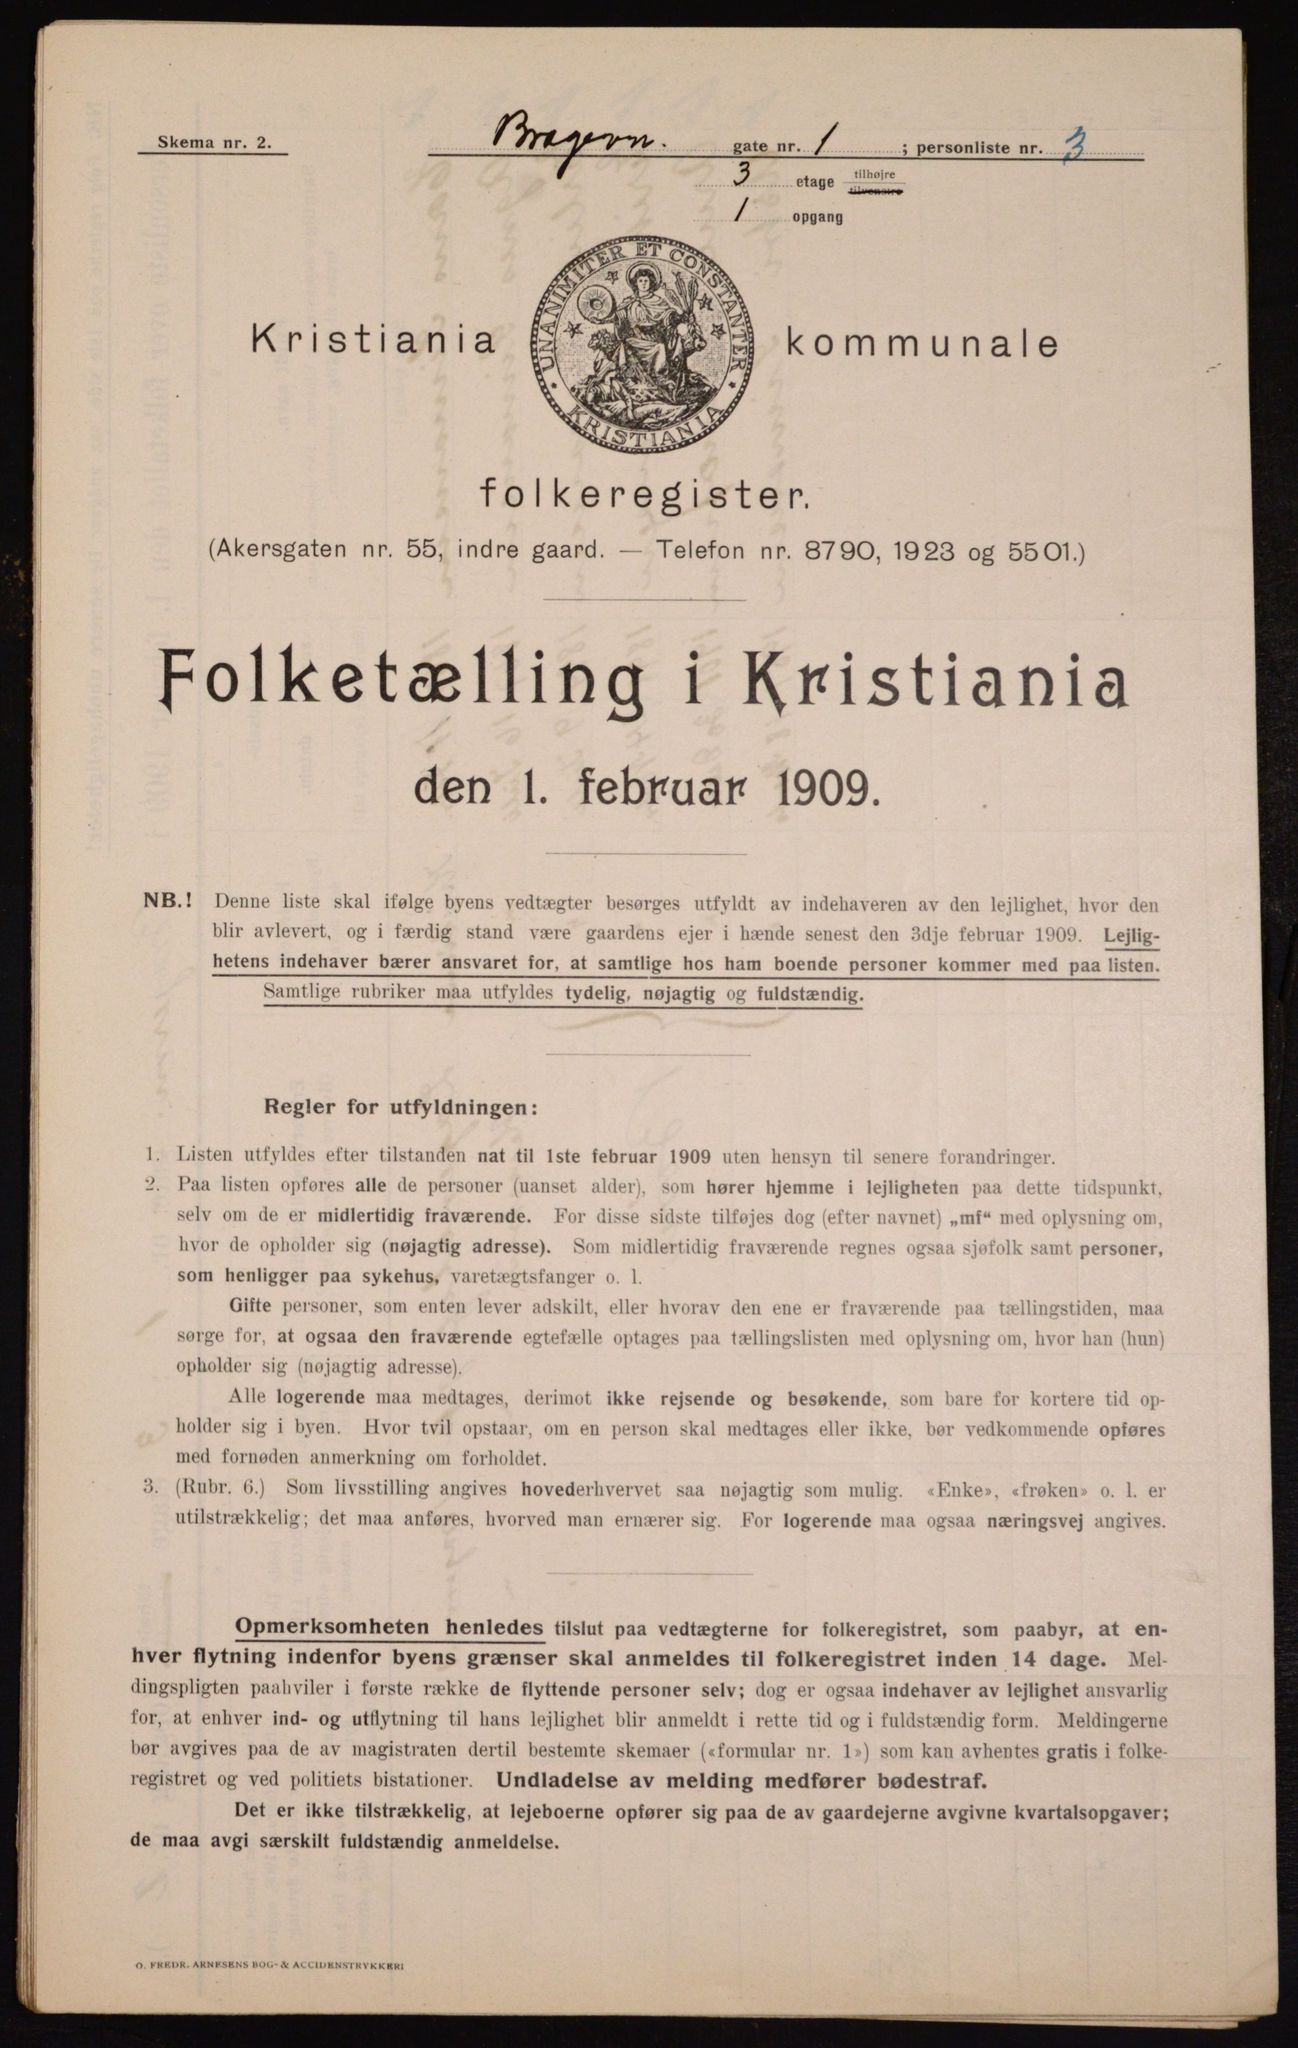 Skema nr. 2.
Bragevn. gate nr. 1 ; personliste nr. 3
3 etage tilhøjre
tilvenstre
1 opgang
UNANIMITER ET CONSTANTER
KRISTIANIA
Kristiania kommunale
folkeregister.
(Akersgaten nr. 55, indre gaard. — Telefon nr. 8790, 1923 og 5501.)
Folketælling i Kristiania
den 1. februar 1909.
NB.! Denne liste skal ifølge byens vedtægter besørges utfyldt av indehaveren av den lejlighet, hvor den
blir avlevert, og i færdig stand være gaardens ejer i hænde senest den 3dje februar 1909. Lejlig-
hetens indehaver bærer ansvaret for, at samtlige hos ham boende personer kommer med paa listen.
Samtlige rubriker maa utfyldes tydelig, nøjagtig og fuldstændig.
Regler for utfyldningen:
1. Listen utfyldes efter tilstanden nat til 1ste februar 1909 uten hensyn til senere forandringer.
2. Paa listen opføres alle de personer (uanset alder), som hører hjemme i lejligheten paa dette tidspunkt,
selv om de er midlertidig fraværende. For disse sidste tilføjes dog (efter navnet) „mf“ med oplysning om,
hvor de opholder sig (nøjagtig adresse). Som midlertidig fraværende regnes ogsaa sjøfolk samt personer,
som henligger paa sykehus, varetægtsfanger o. l.
Gifte personer, som enten lever adskilt, eller hvorav den ene er fraværende paa tællingstiden, maa
sørge for, at ogsaa den fraværende egtefælle optages paa tællingslisten med oplysning om, hvor han (hun)
opholder sig (nøjagtig adresse).
Alle logerende maa medtages, derimot ikke rejsende og besøkende, som bare for kortere tid op-
holder sig i byen. Hvor tvil opstaar, om en person skal medtages eller ikke, bør vedkommende opføres
med fornøden anmerkning om forholdet.
3. (Rubr. 6.) Som livsstilling angives hovederhvervet saa nøjagtig som mulig. «Enke», «frøken» o. l. er
utilstrækkelig; det maa anføres, hvorved man ernærer sig. For logerende maa ogsaa næringsvej angives.
Opmerksomheten henledes tilslut paa vedtægterne for folkeregistret, som paabyr, at en-
hver flytning indenfor byens grænser skal anmeldes til folkeregistret inden 14 dage. Mel-
dingspligten paahviler i første række de flyttende personer selv; dog er ogsaa indehaver av lejlighet ansvarlig
for, at enhver ind- og utflytning til hans lejlighet blir anmeldt i rette tid og i fuldstændig form. Meldingerne
bør avgives paa de av magistraten dertil bestemte skemaer («formular nr. 1») som kan avhentes gratis i folke-
registret og ved politiets bistationer. Undladelse av melding medfører bødestraf.
Det er ikke tilstrækkelig, at lejeboerne opfører sig paa de av gaardejerne avgivne kvartalsopgaver;
de maa avgi særskilt fuldstændig anmeldelse.
O. FREDR. ARNESENS BOG- & ACCIDENSTRYKKERI